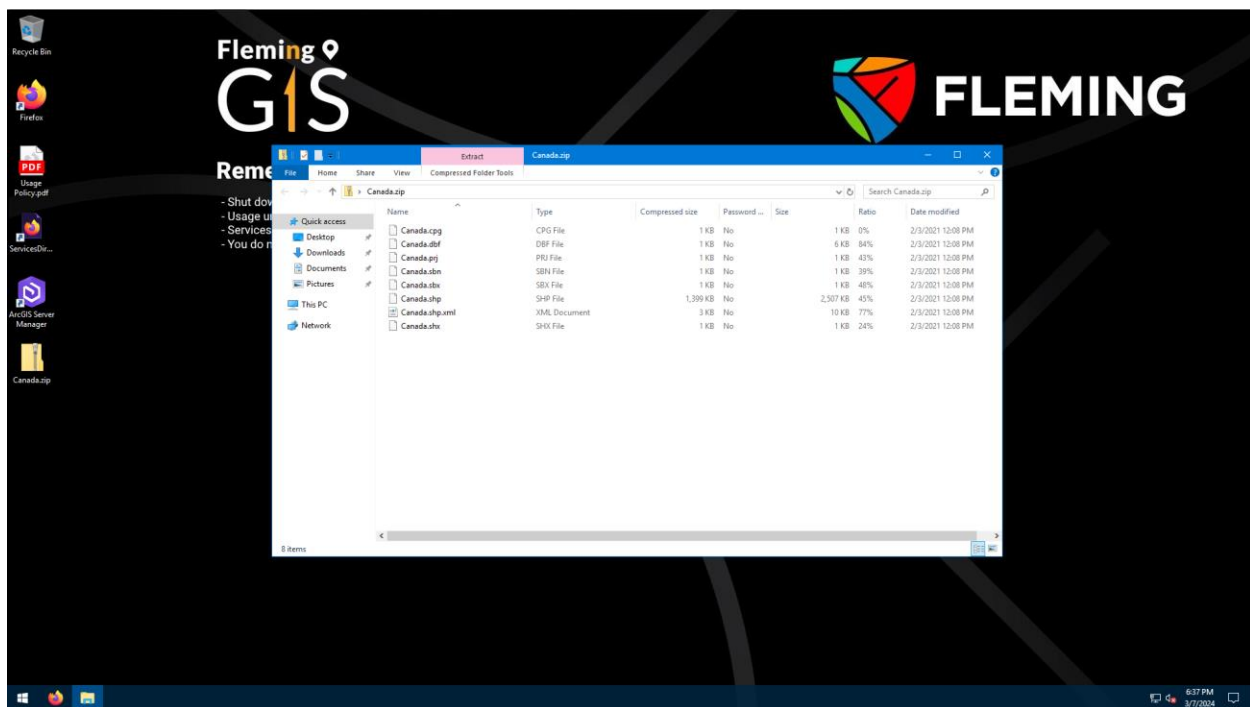 Recycle Bin
Firefox
PDF
Usage
Policy.pdf
ServicesDir...
ArcGIS Server
Manager
Canada.zip
Fleming
GIS
FLEMING
Reme
- Shut dow
- Usage u
- Services
- You do n
Extract Canada.zip
File Home Share View Compressed Folder Tools
Canada.zip Search Canada.zip
Quick access
Desktop
Downloads
Documents
Pictures
This PC
Network
Name Type Compressed size Password ... Size Ratio Date modified
Canada.cpg CPG File 1 KB No 1 KB 0% 2/3/2021 12:08 PM
Canada.dbf DBF File 1 KB No 6 KB 84% 2/3/2021 12:08 PM
Canada.prj PRJ File 1 KB No 1 KB 43% 2/3/2021 12:08 PM
Canada.sbn SBN File 1 KB No 1 KB 39% 2/3/2021 12:08 PM
Canada.sbx SBX File 1 KB No 1 KB 48% 2/3/2021 12:08 PM
Canada.shp SHP File 1,399 KB No 2,507 KB 45% 2/3/2021 12:08 PM
Canada.shp.xml XML Document 3 KB No 10 KB 77% 2/3/2021 12:08 PM
Canada.shx SHX File 1 KB No 1 KB 24% 2/3/2021 12:08 PM
8 items
6:37 PM
3/7/2024